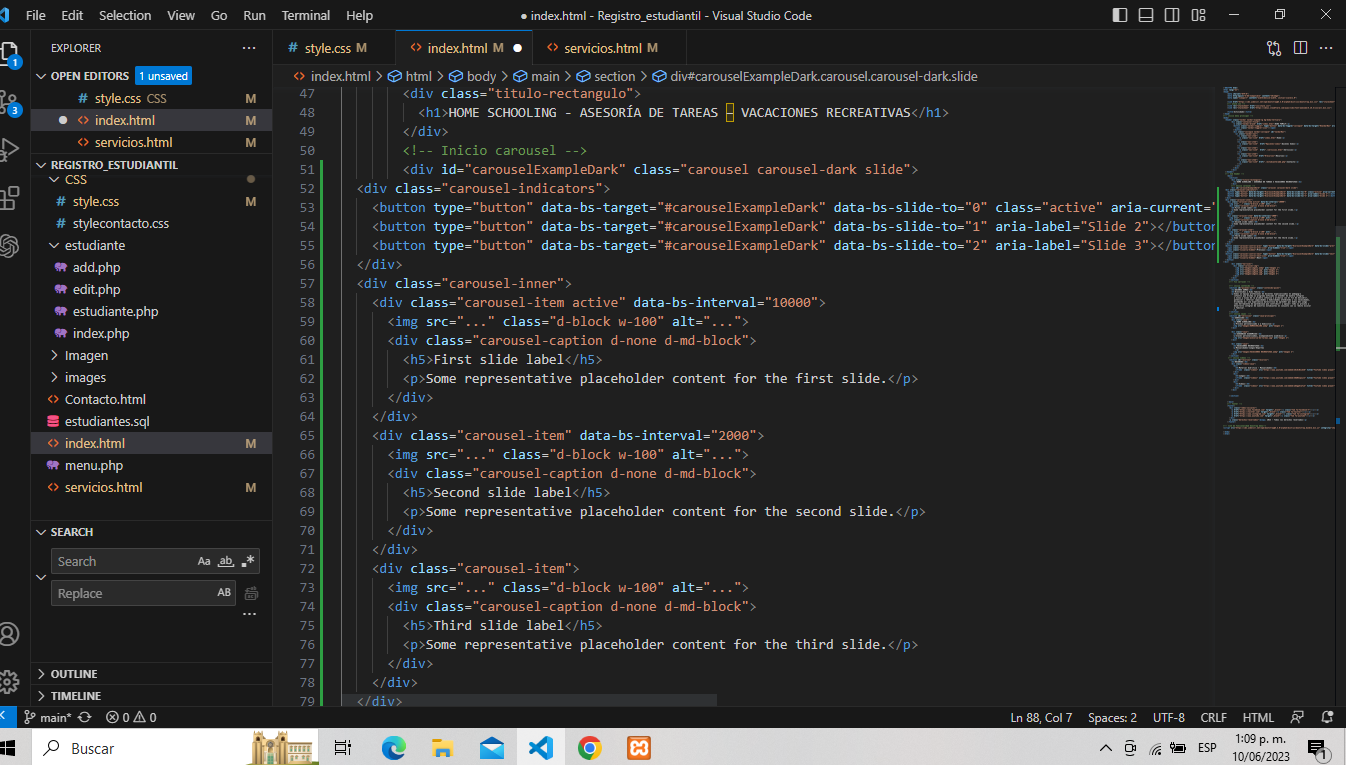 File Edit Selection View Go Run Terminal Help
● index.html - Registro_estudiantil - Visual Studio Code
EXPLORER
OPEN EDITORS 1 unsaved
# style.css CSS M
● <> index.html M
<> servicios.html M
REGISTRO_ESTUDIANTIL
CSS
# style.css M
# stylecontacto.css
estudiante
add.php
edit.php
estudiante.php
index.php
Imagen
images
<> Contacto.html
estudiantes.sql
<> index.html M
menu.php
<> servicios.html M
SEARCH
Search Aa ab .*
Replace AB
OUTLINE
TIMELINE
1
3
# style.css M
<> index.html M ●
<> servicios.html M
<> index.html > html > body > main > section > div#carouselExampleDark.carousel.carousel-dark.slide
47 <div class="titulo-rectangulo">
48 <h1>HOME SCHOOLING - ASESORÍA DE TAREAS – VACACIONES RECREATIVAS</h1>
49 </div>
50 <!-- Inicio carousel -->
51 <div id="carouselExampleDark" class="carousel carousel-dark slide">
52 <div class="carousel-indicators">
53 <button type="button" data-bs-target="#carouselExampleDark" data-bs-slide-to="0" class="active" aria-current="
54 <button type="button" data-bs-target="#carouselExampleDark" data-bs-slide-to="1" aria-label="Slide 2"></button
55 <button type="button" data-bs-target="#carouselExampleDark" data-bs-slide-to="2" aria-label="Slide 3"></button
56 </div>
57 <div class="carousel-inner">
58 <div class="carousel-item active" data-bs-interval="10000">
59 <img src="..." class="d-block w-100" alt="...">
60 <div class="carousel-caption d-none d-md-block">
61 <h5>First slide label</h5>
62 <p>Some representative placeholder content for the first slide.</p>
63 </div>
64 </div>
65 <div class="carousel-item" data-bs-interval="2000">
66 <img src="..." class="d-block w-100" alt="...">
67 <div class="carousel-caption d-none d-md-block">
68 <h5>Second slide label</h5>
69 <p>Some representative placeholder content for the second slide.</p>
70 </div>
71 </div>
72 <div class="carousel-item">
73 <img src="..." class="d-block w-100" alt="...">
74 <div class="carousel-caption d-none d-md-block">
75 <h5>Third slide label</h5>
76 <p>Some representative placeholder content for the third slide.</p>
77 </div>
78 </div>
79 </div>
main* 0 0
Ln 88, Col 7 Spaces: 2 UTF-8 CRLF HTML
Buscar
ESP
1:09 p. m.
10/06/2023
1